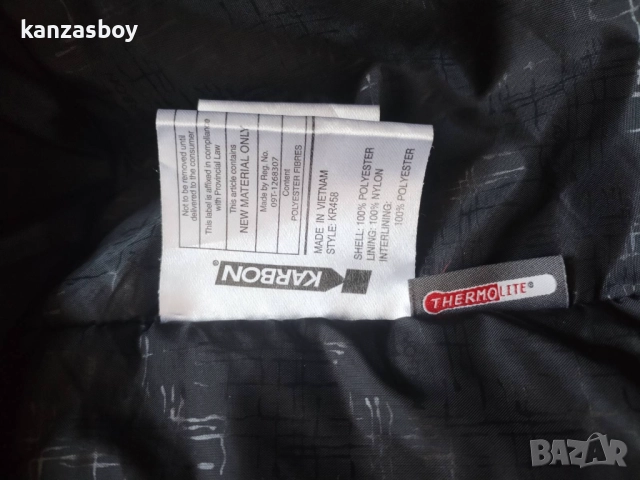 kanzasboy
Not to be removed until
delivered to the consumer
This label is affixed in compliance
with Provincial Law
This article contains
NEW MATERIAL ONLY
Made by Reg. No.
09T-1268307
Content
POLYESTER FIBRES
MADE IN VIETNAM
STYLE: KR458
SHELL: 100% POLYESTER
LINING: 100% NYLON
INTERLINING:
100% POLYESTER
KARBON®
THERMOLITE®
BAZAR